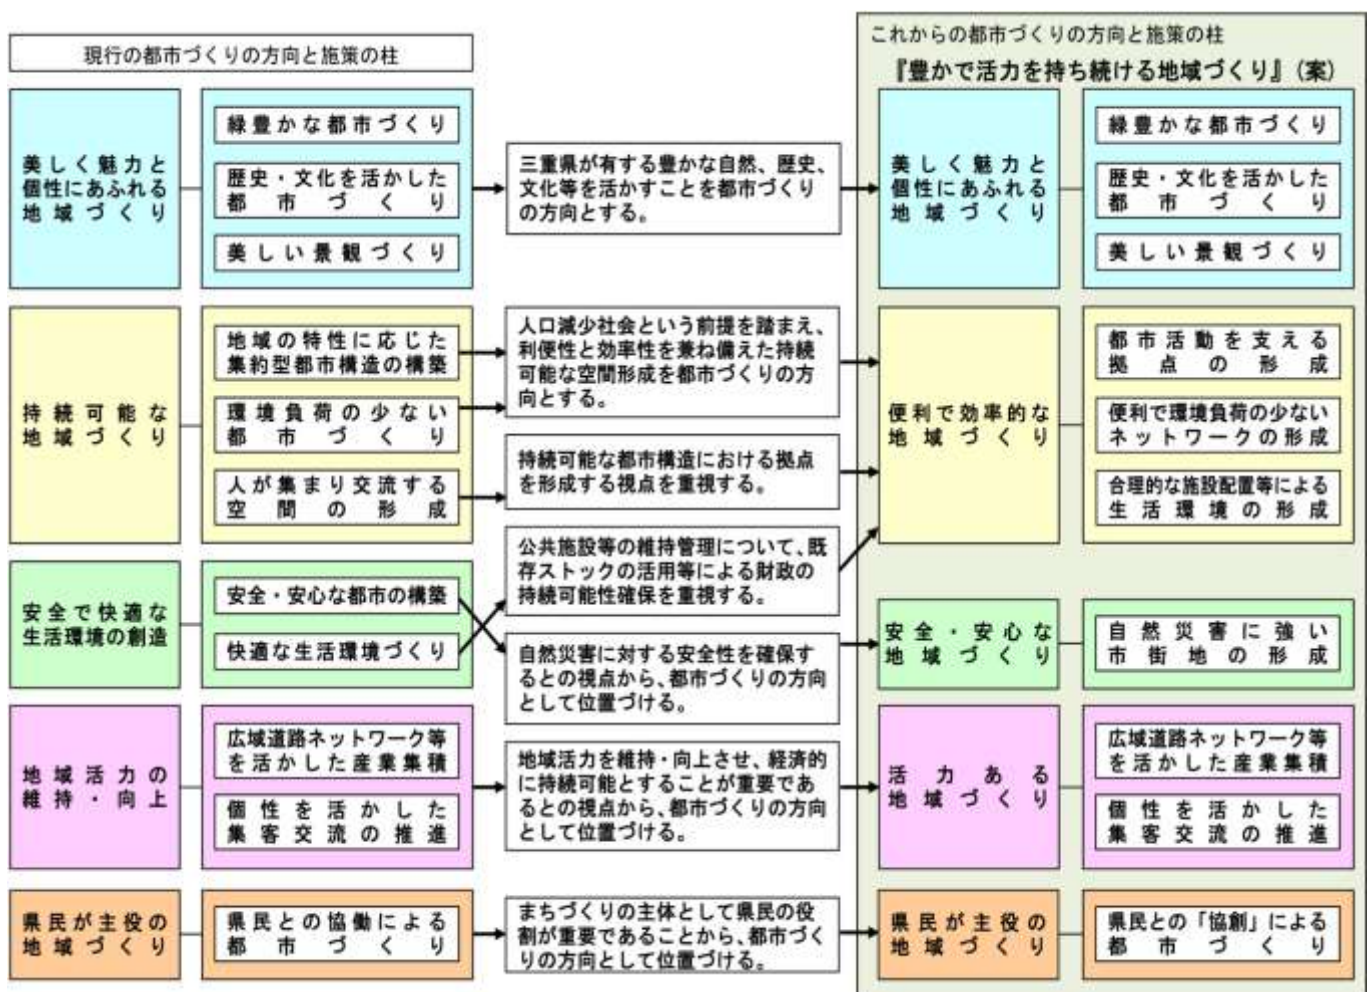 現行の都市づくりの方向と施策の柱
美しく魅力と
個性にあふれる
地域づくり
緑豊かな都市づくり
歴史・文化を活かした
都市づくり
美しい景観づくり
持続可能な
地域づくり
地域の特性に応じた
集約型都市構造の構築
環境負荷の少ない
都市づくり
人が集まり交流する
空間の形成
安全で快適な
生活環境の創造
安全・安心な都市の構築
快適な生活環境づくり
地域活力の
維持・向上
広域道路ネットワーク等
を活かした産業集積
個性を活かした
集客交流の推進
県民が主役の
地域づくり
県民との協働による
都市づくり
三重県が有する豊かな自然、歴史、
文化等を活かすことを都市づくり
の方向とする。
人口減少社会という前提を踏まえ、
利便性と効率性を兼ね備えた持続
可能な空間形成を都市づくりの方
向とする。
持続可能な都市構造における拠点
を形成する視点を重視する。
公共施設等の維持管理について、既
存ストックの活用等による財政の
持続可能性確保を重視する。
自然災害に対する安全性を確保す
るとの視点から、都市づくりの方向
として位置づける。
地域活力を維持・向上させ、経済的
に持続可能とすることが重要であ
るとの視点から、都市づくりの方向
として位置づける。
まちづくりの主体として県民の役
割が重要であることから、都市づく
りの方向として位置づける。
これからの都市づくりの方向と施策の柱
『豊かで活力を持ち続ける地域づくり』(案)
美しく魅力と
個性にあふれる
地域づくり
緑豊かな都市づくり
歴史・文化を活かした
都市づくり
美しい景観づくり
便利で効率的な
地域づくり
都市活動を支える
拠点の形成
便利で環境負荷の少ない
ネットワークの形成
合理的な施設配置等による
生活環境の形成
安全・安心な
地域づくり
自然災害に強い
市街地の形成
活力ある
地域づくり
広域道路ネットワーク等
を活かした産業集積
個性を活かした
集客交流の推進
県民が主役の
地域づくり
県民との「協創」による
都市づくり